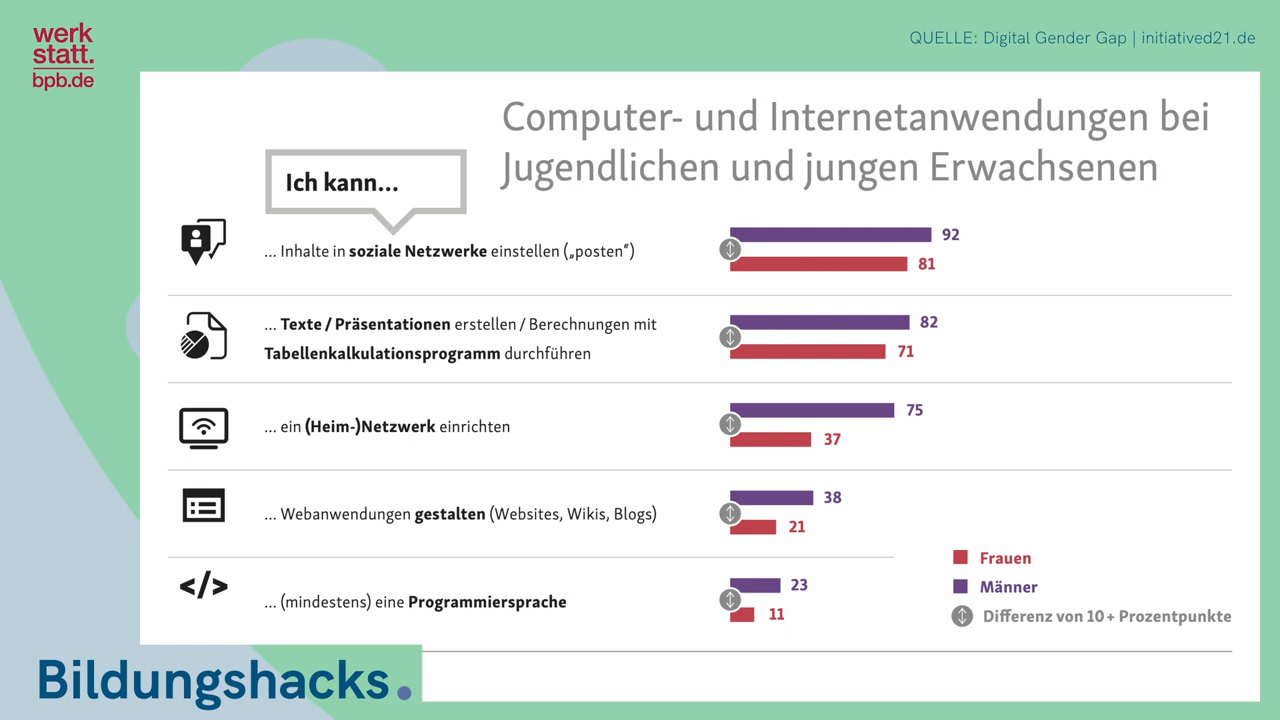 werk
statt.
bpb.de
QUELLE: Digital Gender Gap | initiatived21.de
Computer- und Internetanwendungen bei
Jugendlichen und jungen Erwachsenen
Ich kann...
... Inhalte in soziale Netzwerke einstellen („posten“)
92
81
... Texte / Präsentationen erstellen / Berechnungen mit
Tabellenkalkulationsprogramm durchführen
82
71
... ein (Heim-)Netzwerk einrichten
75
37
... Webanwendungen gestalten (Websites, Wikis, Blogs)
38
21
</>
... (mindestens) eine Programmiersprache
23
11
Frauen
Männer
Differenz von 10+ Prozentpunkte
Bildungshacks.